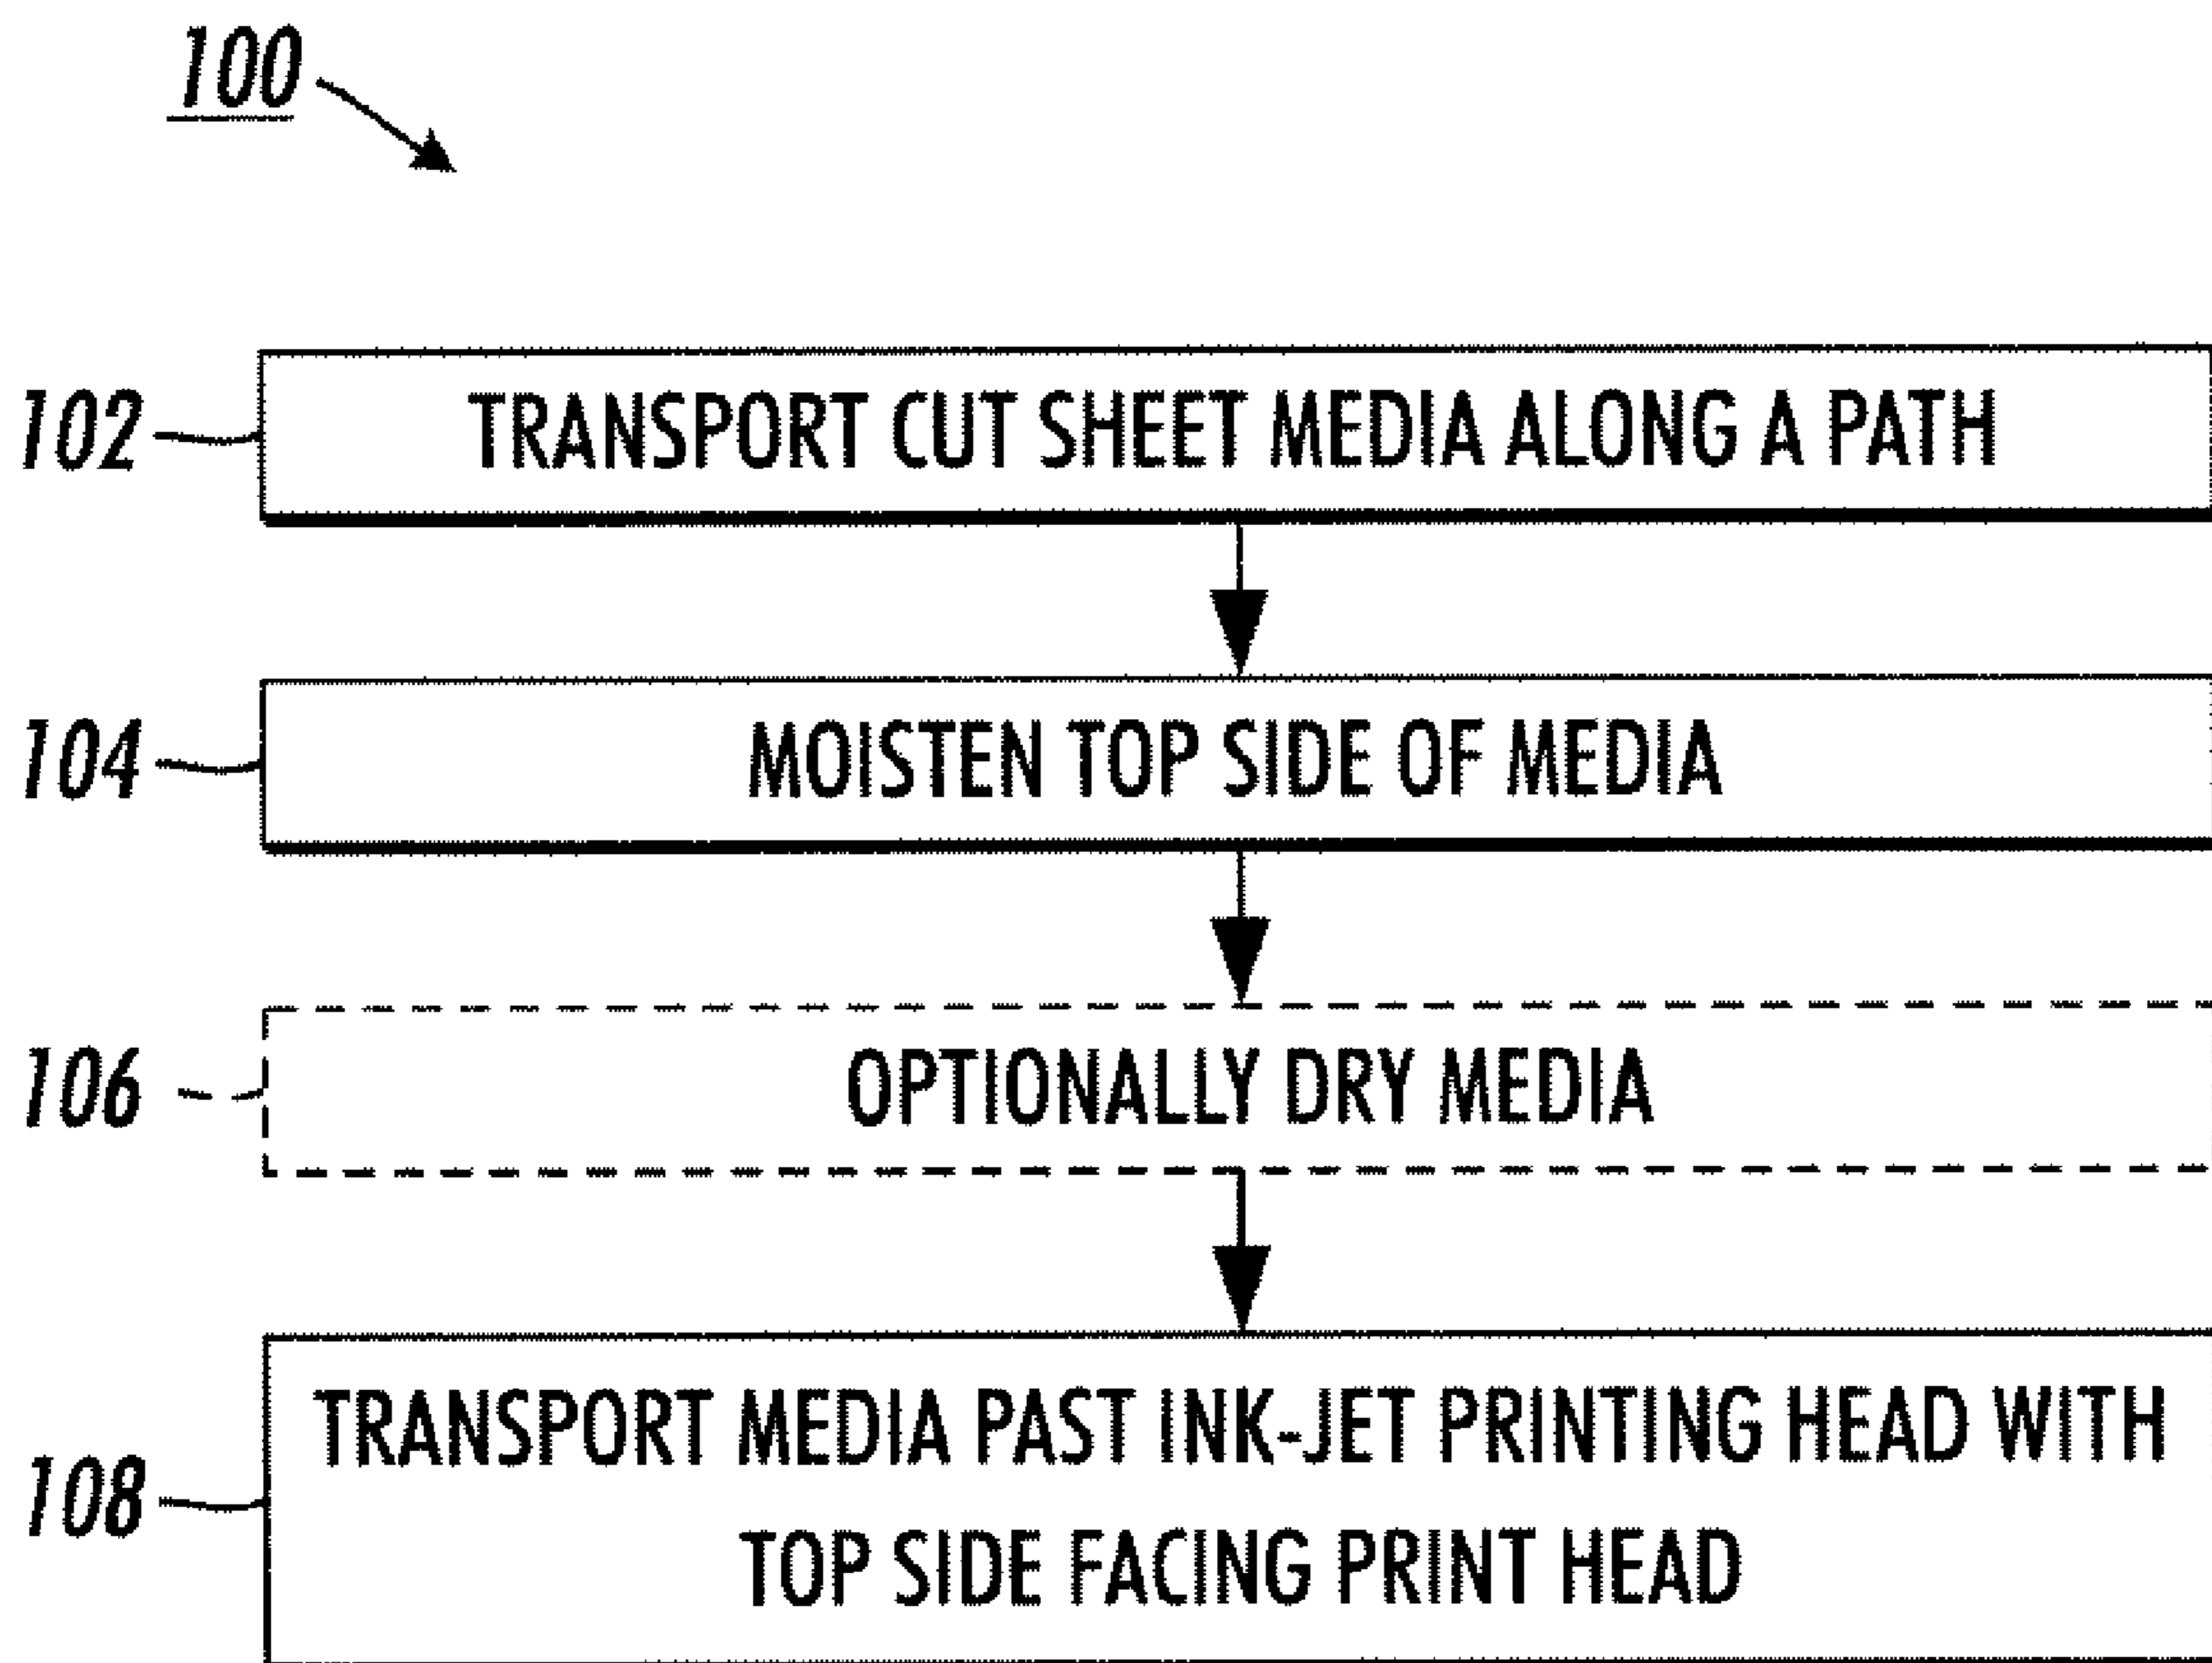 100
102
TRANSPORT CUT SHEET MEDIA ALONG A PATH
104
MOISTEN TOP SIDE OF MEDIA
106
OPTIONALLY DRY MEDIA
108
TRANSPORT MEDIA PAST INK-JET PRINTING HEAD WITH
TOP SIDE FACING PRINT HEAD